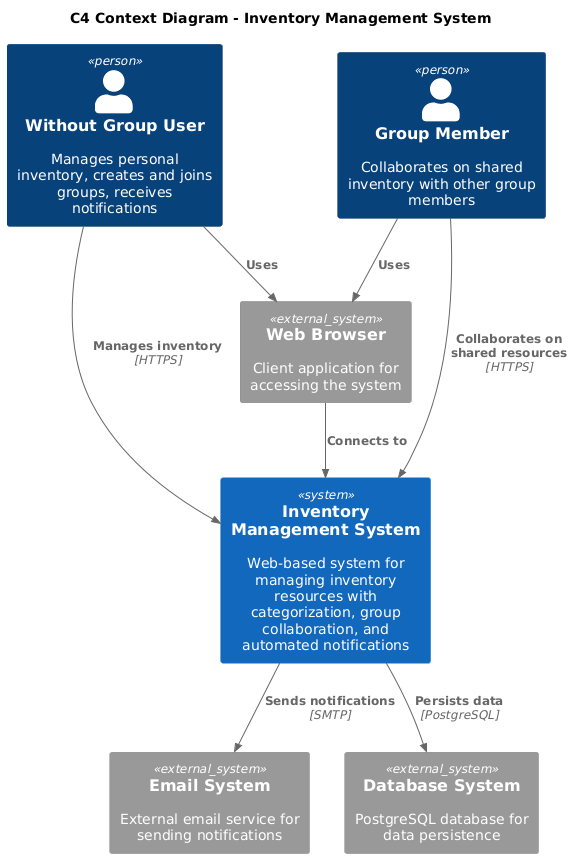 C4 Context Diagram - Inventory Management System
«person»
Without Group User
Manages personal
inventory, creates and joins
groups, receives
notifications
«person»
Group Member
Collaborates on shared
inventory with other group
members
Uses
Uses
«external_system»
Web Browser
Client application for
accessing the system
Manages inventory
[HTTPS]
Collaborates on
shared resources
[HTTPS]
Connects to
«system»
Inventory
Management System
Web-based system for
managing inventory
resources with
categorization, group
collaboration, and
automated notifications
Sends notifications
[SMTP]
Persists data
[PostgreSQL]
«external_system»
Email System
External email service for
sending notifications
«external_system»
Database System
PostgreSQL database for
data persistence